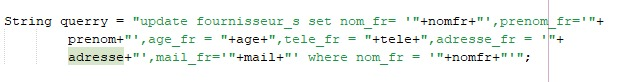 String querry = "update fournisseur_s set nom_fr= '"+nomfr+"',prenom_fr='"+
prenom+"',age_fr = "+age+",tele_fr = "+tele+",adresse_fr = '"+
adresse+"',mail_fr='"+mail+"' where nom_fr = '"+nomfr+"'";